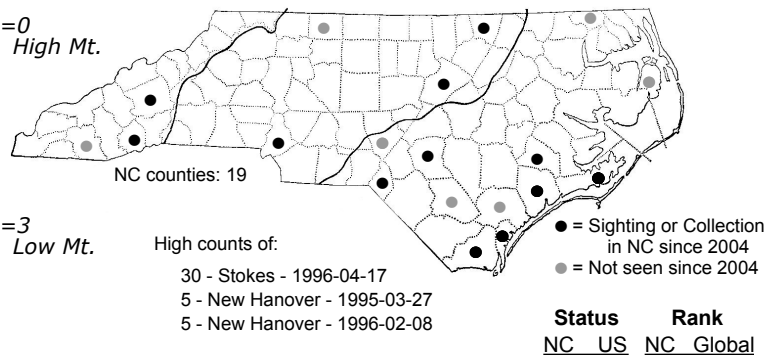 =0
High Mt.
NC counties: 19
=3
Low Mt.
High counts of:
30 - Stokes - 1996-04-17
5 - New Hanover - 1995-03-27
5 - New Hanover - 1996-02-08
= Sighting or Collection
in NC since 2004
= Not seen since 2004
Status Rank
NC US NC Global